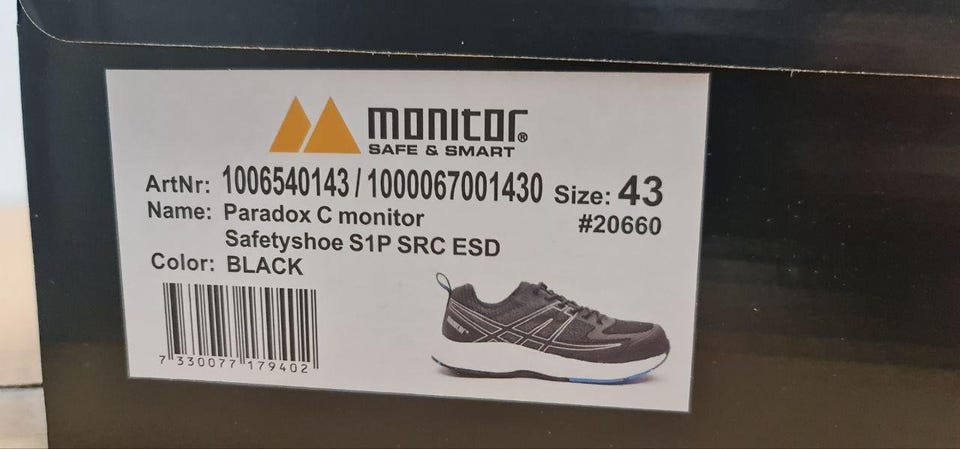 monitor®
SAFE & SMART
ArtNr: 1006540143 / 1000067001430 Size: 43
Name: Paradox C monitor #20660
Safetyshoe S1P SRC ESD
Color: BLACK
monitor
7 330077 179402